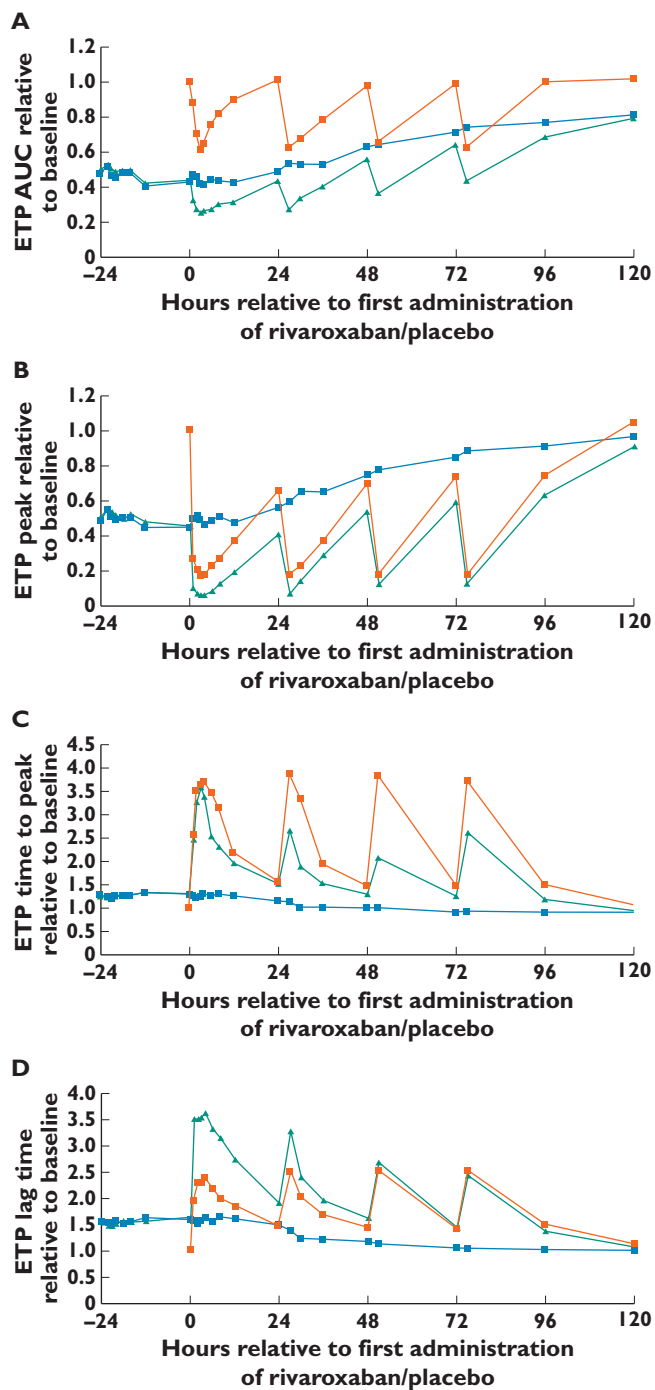 A
ETP AUC relative
to baseline
1.2
1.0
0.8
0.6
0.4
0.2
0
−24 0 24 48 72 96 120
Hours relative to first administration
of rivaroxaban/placebo
B
ETP peak relative
to baseline
1.2
1.0
0.8
0.6
0.4
0.2
0
−24 0 24 48 72 96 120
Hours relative to first administration
of rivaroxaban/placebo
C
ETP time to peak
relative to baseline
4.5
4.0
3.5
3.0
2.5
2.0
1.5
1.0
0.5
0
−24 0 24 48 72 96 120
Hours relative to first administration
of rivaroxaban/placebo
D
ETP lag time
relative to baseline
4.0
3.5
3.0
2.5
2.0
1.5
1.0
0.5
0
−24 0 24 48 72 96 120
Hours relative to first administration
of rivaroxaban/placebo